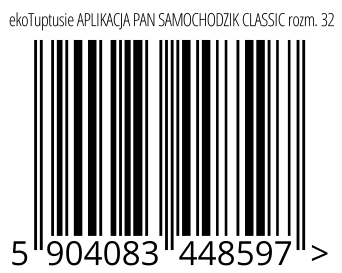 ekoTuptusie APLIKACJA PAN SAMOCHODZIK CLASSIC rozm. 32
5 904083 448597 >